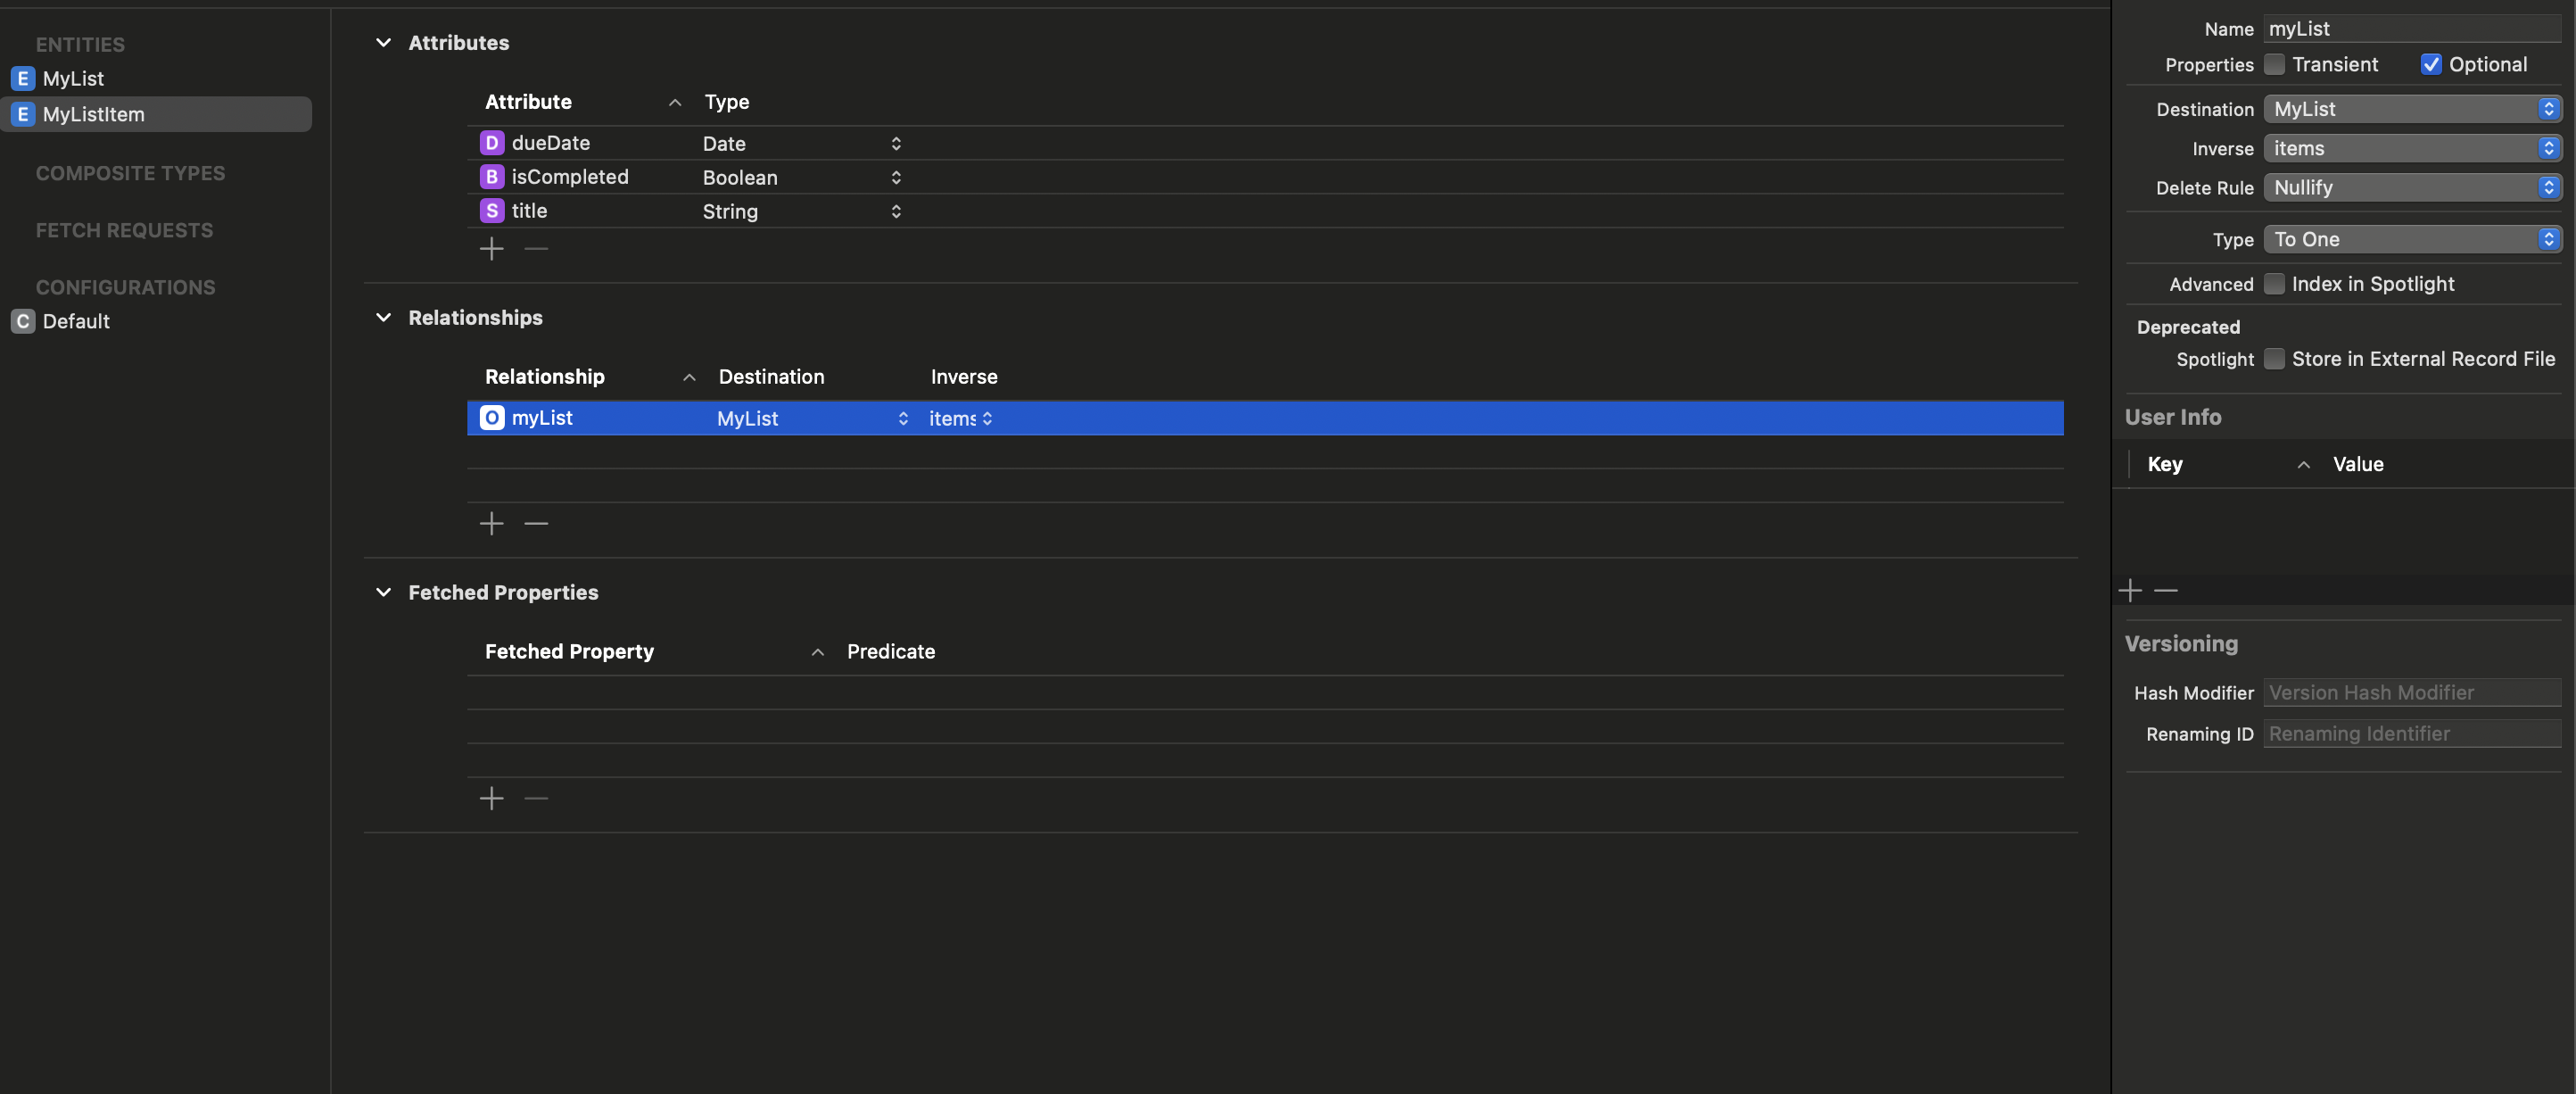 ENTITIES
E MyList
E MyListItem
COMPOSITE TYPES
FETCH REQUESTS
CONFIGURATIONS
C Default
Attributes
Attribute Type
D dueDate Date
B isCompleted Boolean
S title String
Relationships
Relationship Destination Inverse
O myList MyList items
Fetched Properties
Fetched Property Predicate
Name myList
Properties Transient Optional
Destination MyList
Inverse items
Delete Rule Nullify
Type To One
Advanced Index in Spotlight
Deprecated
Spotlight Store in External Record File
User Info
Key Value
Versioning
Hash Modifier Version Hash Modifier
Renaming ID Renaming Identifier